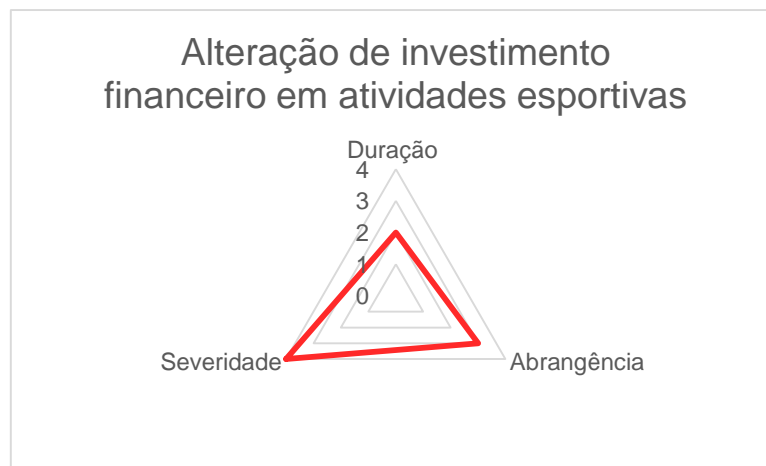 Alteração de investimento
financeiro em atividades esportivas
Duração
4
3
2
1
0
Severidade
Abrangência